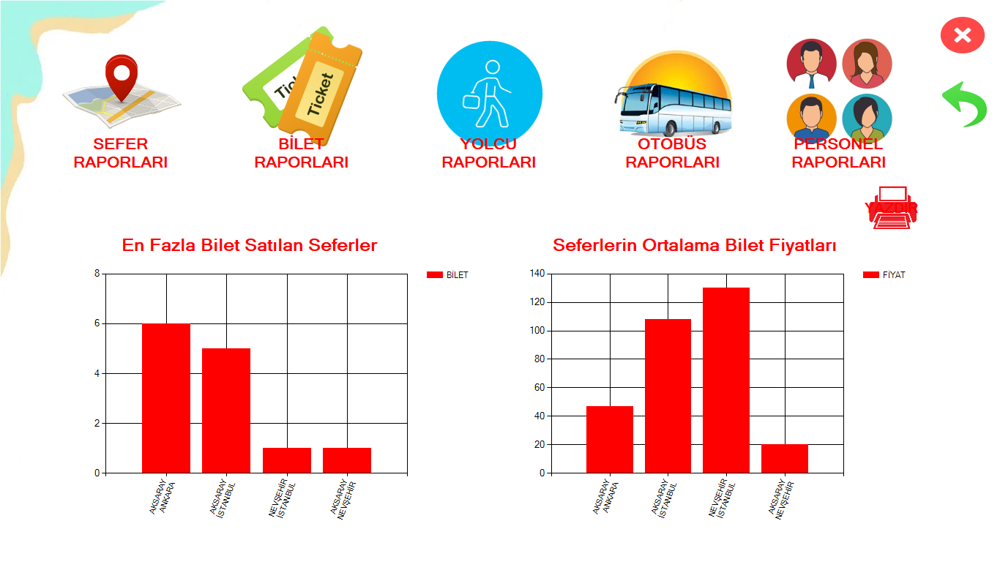 Ticket
SEFER
RAPORLARI
BİLET
RAPORLARI
YOLCU
RAPORLARI
OTOBÜS
RAPORLARI
PERSONEL
RAPORLARI
YAZDIR
En Fazla Bilet Satılan Seferler
8
6
4
2
0
BİLET
AKSARAY
ANKARA
AKSARAY
İSTANBUL
NEVŞEHİR
İSTANBUL
AKSARAY
NEVŞEHİR
Seferlerin Ortalama Bilet Fiyatları
140
120
100
80
60
40
20
0
FİYAT
AKSARAY
ANKARA
AKSARAY
İSTANBUL
NEVŞEHİR
İSTANBUL
AKSARAY
NEVŞEHİR